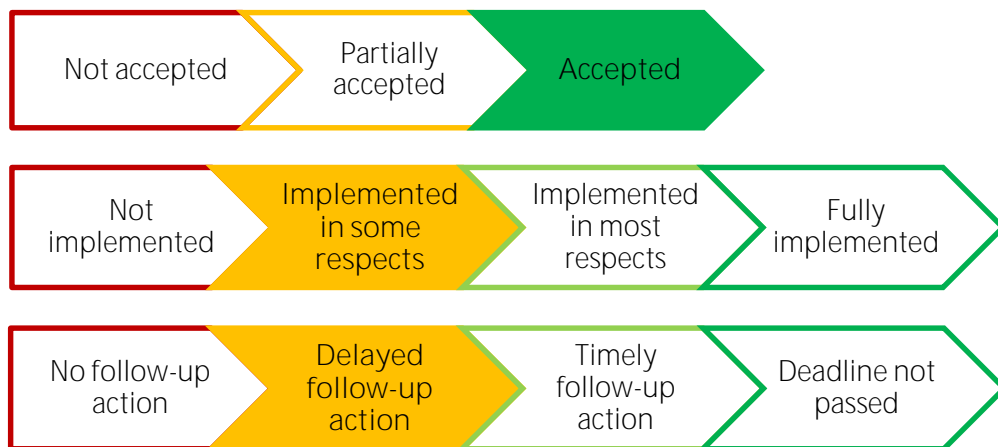 Not accepted
Partially
accepted
Accepted
Not
implemented
Implemented
in some
respects
Implemented
in most
respects
Fully
implemented
No follow-up
action
Delayed
follow-up
action
Timely
follow-up
action
Deadline not
passed